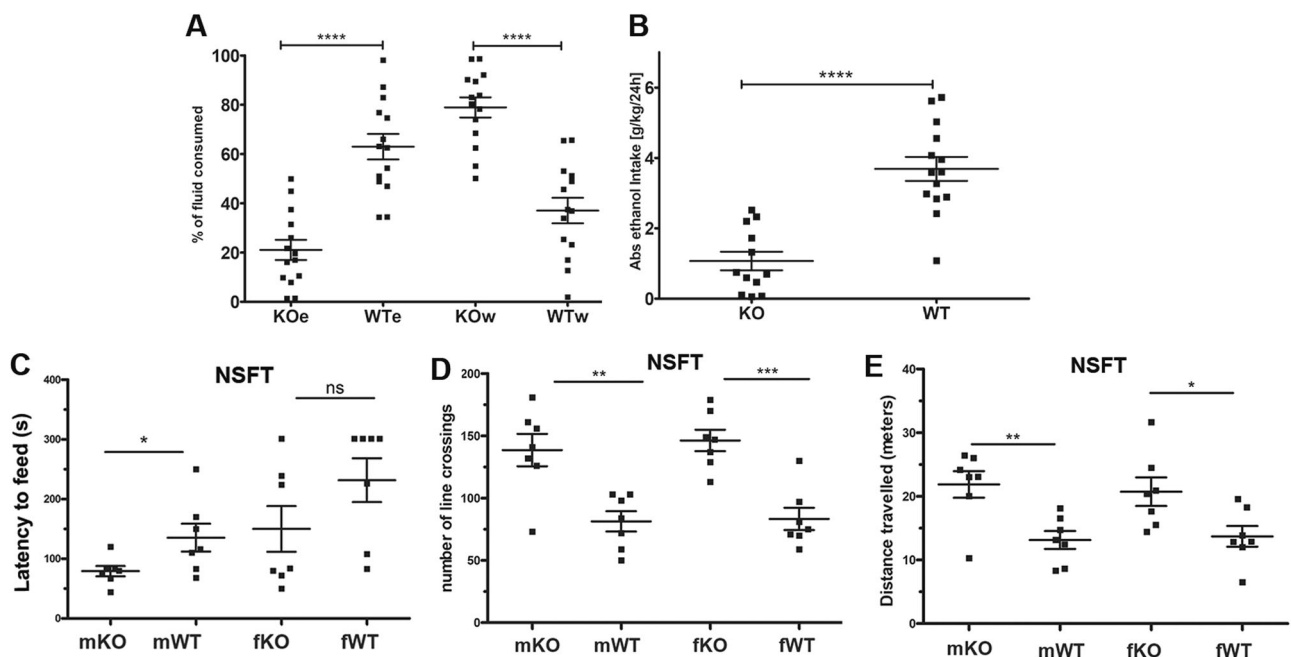 A
B
****
****
****
% of fluid consumed
100
80
60
40
20
0
KOe WTe KOw WTw
Abs ethanol Intake [g/kg/24h]
6
4
2
0
KO WT
C
NSFT
Latency to feed (s)
400
300
200
100
0
*
ns
mKO mWT fKO fWT
D
NSFT
number of line crossings
200
150
100
50
0
**
***
mKO mWT fKO fWT
E
NSFT
Distance travelled (meters)
40
30
20
10
0
**
*
mKO mWT fKO fWT